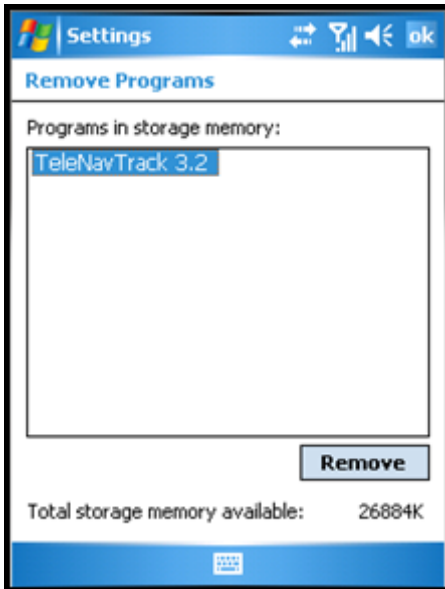 Settings
ok
Remove Programs
Programs in storage memory:
TeleNavTrack 3.2
Remove
Total storage memory available: 26884K